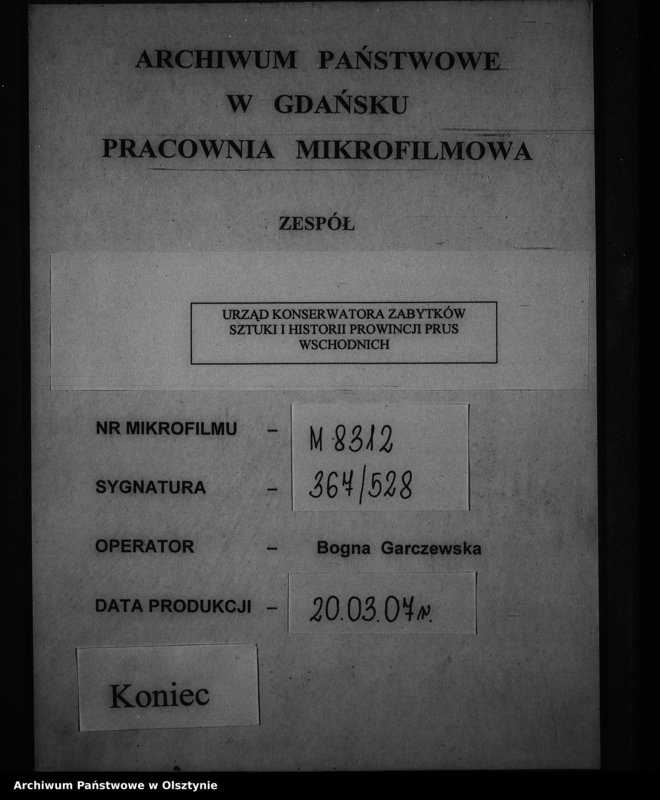 ARCHIWUM PAŃSTWOWE
W GDAŃSKU
PRACOWNIA MIKROFILMOWA
ZESPÓŁ
URZĄD KONSERWATORA ZABYTKÓW
SZTUKI I HISTORII PROWINCJI PRUS
WSCHODNICH
NR MIKROFILMU – M 8312
SYGNATURA – 367/528
OPERATOR – Bogna Garczewska
DATA PRODUKCJI – 20.03.07r.
Koniec
Archiwum Państwowe w Olsztynie